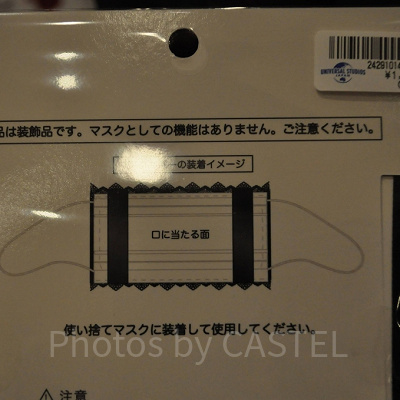 2429101
UNIVERSAL STUDIOS
JAPAN
¥1
品は装飾品です。マスクとしての機能はありません。ご注意ください。
の装着イメージ
口に当たる面
使い捨てマスクに装着して使用してください。
Photos by CASTEL
⚠ 注意